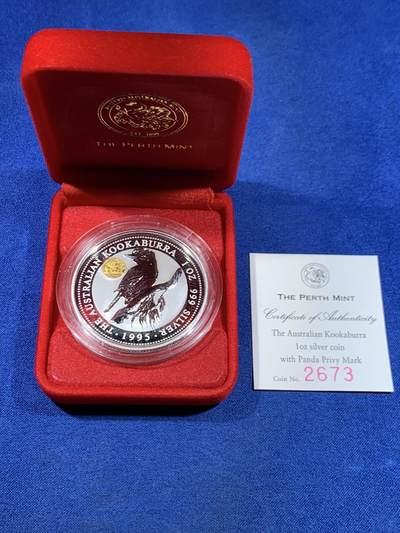 THE PERTH MINT
THE AUSTRALIAN KOOKABURRA 1 OZ 999 SILVER
· 1995 ·
THE PERTH MINT
Certificate of Authenticity
The Australian Kookaburra
1oz silver coin
with Panda Privy Mark
Coin No. 2673